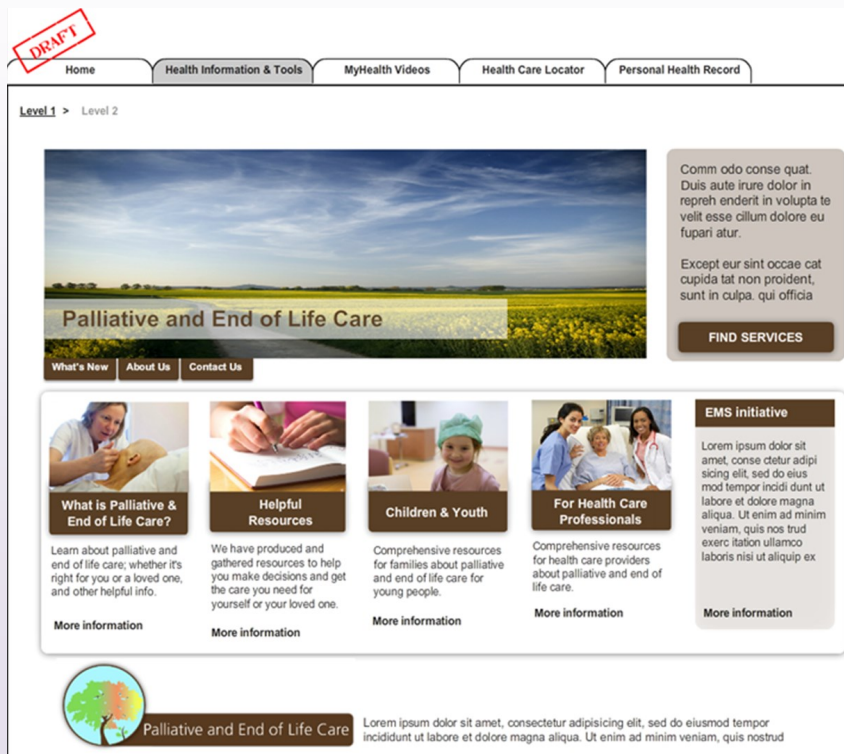 DRAFT
Home
Health Information & Tools
MyHealth Videos
Health Care Locator
Personal Health Record
Level 1 > Level 2
Palliative and End of Life Care
What's New
About Us
Contact Us
Comm odo conse quat.
Duis aute irure dolor in
repreh enderit in volupta te
velit esse cillum dolore eu
fupari atur.
Except eur sint occae cat
cupida tat non proident,
sunt in culpa. qui officia
FIND SERVICES
What is Palliative &
End of Life Care?
Learn about palliative and
end of life care; whether it's
right for you or a loved one,
and other helpful info.
More information
Helpful
Resources
We have produced and
gathered resources to help
you make decisions and get
the care you need for
yourself or your loved one.
More information
Children & Youth
Comprehensive resources
for families about palliative
and end of life care for
young people.
More information
For Health Care
Professionals
Comprehensive resources
for health care providers
about palliative and end of
life care.
More information
EMS initiative
Lorem ipsum dolor sit
amet, conse ctetur adipi
sicing elit, sed do eius
mod tempor incidi dunt ut
labore et dolore magna
aliqua. Ut enim ad minim
veniam, quis nos trud
exerc itation ullamco
laboris nisi ut aliquip ex
More information
Palliative and End of Life Care
Lorem ipsum dolor sit amet, consectetur adipisicing elit, sed do eiusmod tempor
incididunt ut labore et dolore magna aliqua. Ut enim ad minim veniam, quis nostrud